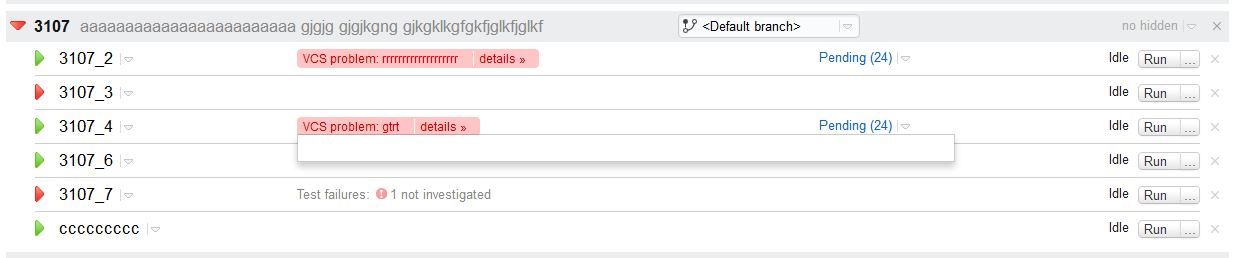 3107 aaaaaaaaaaaaaaaaaaaaaaaa gjgjg gjgjkgng gjkgklkgfgkfjglkfjglkf <Default branch> no hidden
3107_2 VCS problem: rrrrrrrrrrrrrrrrrrr details » Pending (24) Idle Run ...
3107_3 Idle Run ...
3107_4 VCS problem: gtrt details » Pending (24) Idle Run ...
3107_6 Idle Run ...
3107_7 Test failures: 1 not investigated Idle Run ...
ccccccccc Idle Run ...